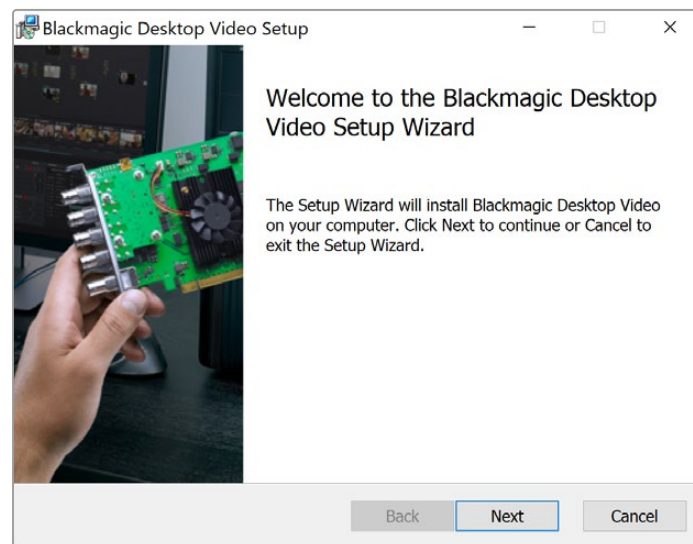 Blackmagic Desktop Video Setup
Welcome to the Blackmagic Desktop
Video Setup Wizard
The Setup Wizard will install Blackmagic Desktop Video
on your computer. Click Next to continue or Cancel to
exit the Setup Wizard.
Back Next Cancel